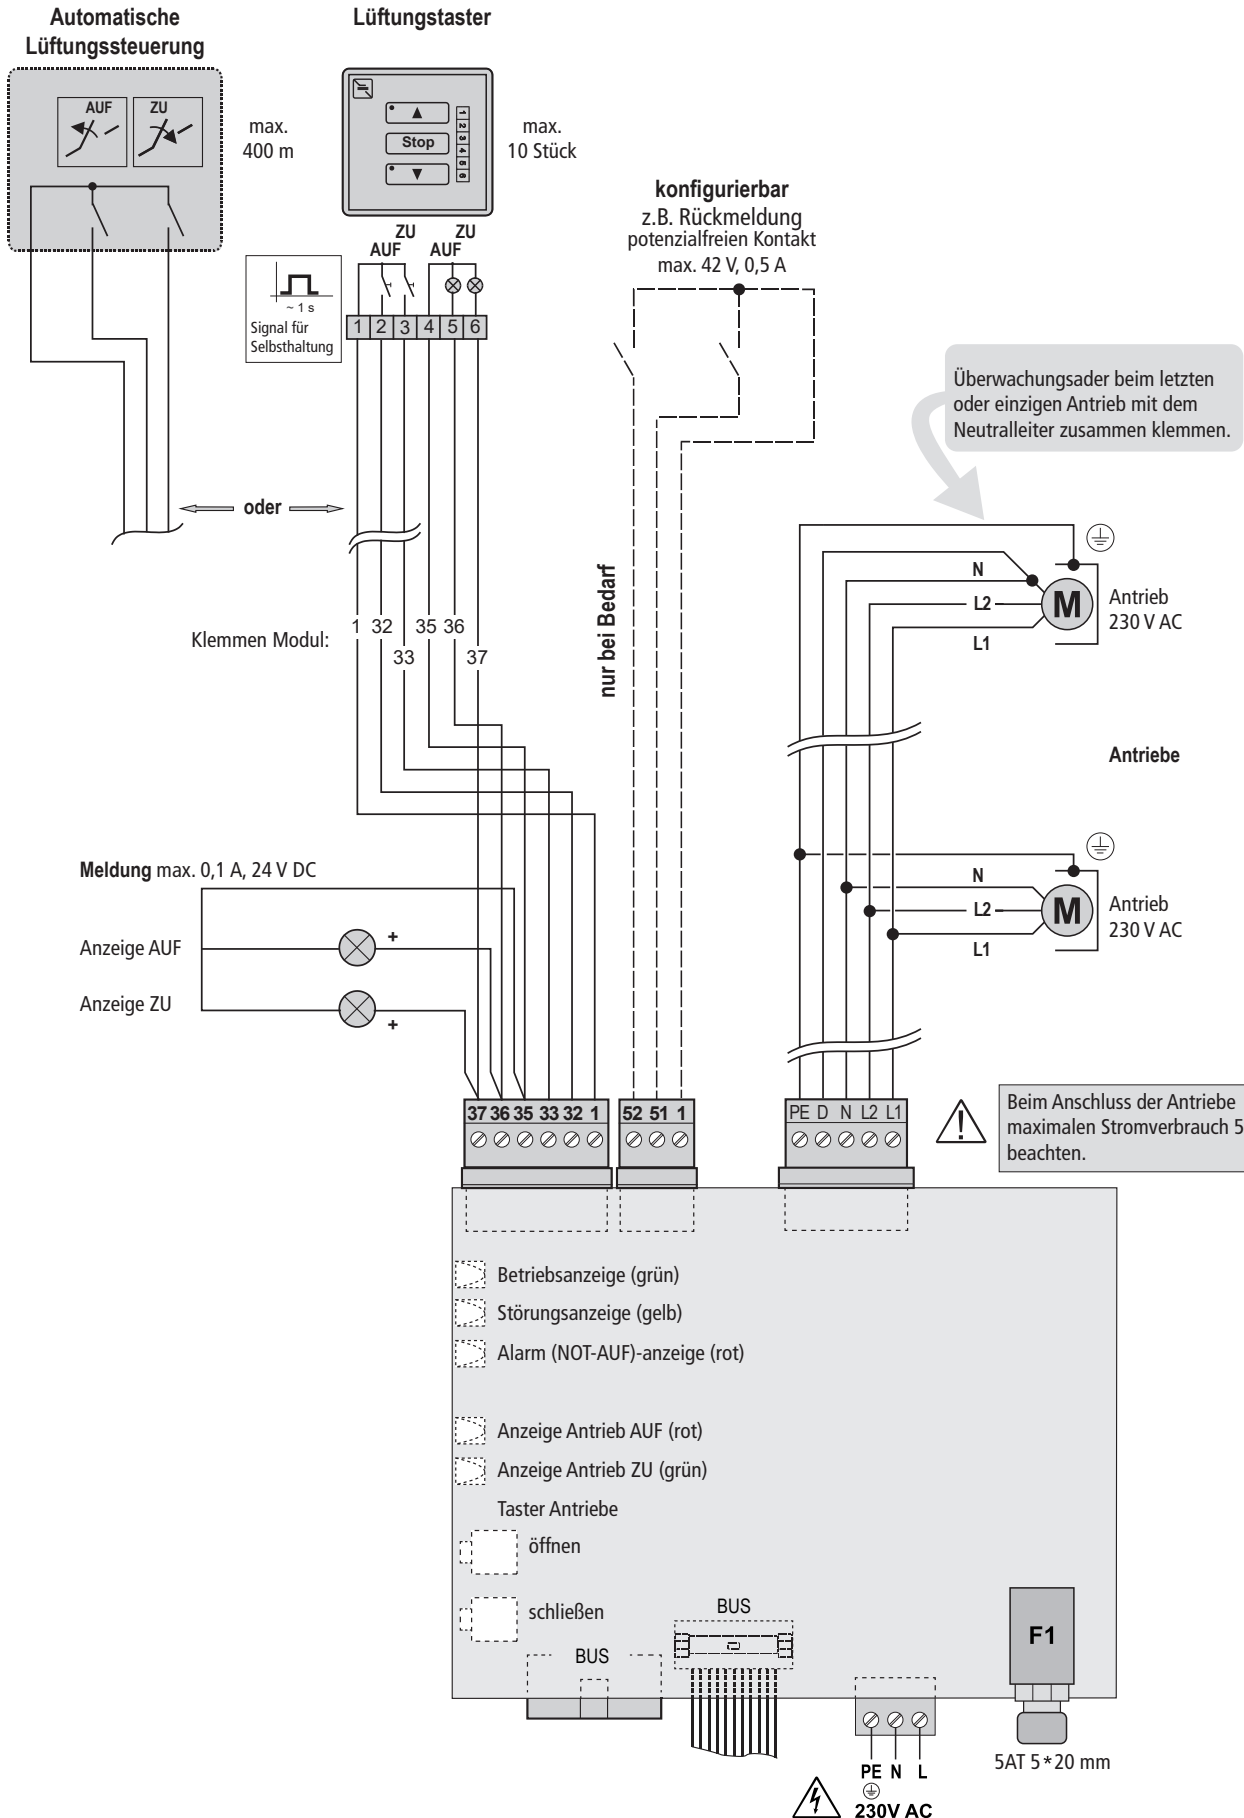 Automatische
Lüftungssteuerung
Lüftungstaster
AUF
ZU
max.
400 m
Stop
1
2
3
4
5
6
max.
10 Stück
konfigurierbar
z.B. Rückmeldung
potenzialfreien Kontakt
max. 42 V, 0,5 A
ZU
AUF
ZU
AUF
~ 1 s
Signal für
Selbsthaltung
1 2 3 4 5 6
Überwachungsader beim letzten
oder einzigen Antrieb mit dem
Neutralleiter zusammen klemmen.
oder
nur bei Bedarf
N
L2
L1
M
Antrieb
230 V AC
Klemmen Modul:
1 32 35 36
33 37
Antriebe
Meldung max. 0,1 A, 24 V DC
N
L2
L1
M
Antrieb
230 V AC
Anzeige AUF
+
Anzeige ZU
+
37 36 35 33 32 1
52 51 1
PE D N L2 L1
Beim Anschluss der Antriebe
maximalen Stromverbrauch 5
beachten.
Betriebsanzeige (grün)
Störungsanzeige (gelb)
Alarm (NOT-AUF)-anzeige (rot)
Anzeige Antrieb AUF (rot)
Anzeige Antrieb ZU (grün)
Taster Antriebe
öffnen
schließen
BUS
BUS
F1
5AT 5*20 mm
PE N L
230V AC